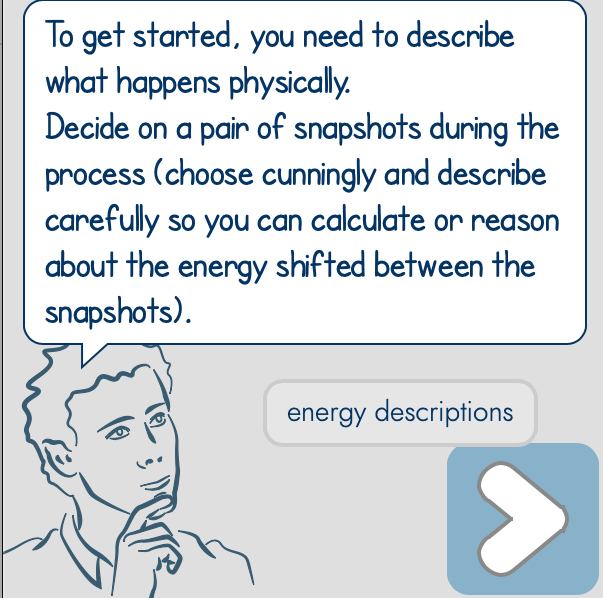 To get started, you need to describe
what happens physically.
Decide on a pair of snapshots during the
process (choose cunningly and describe
carefully so you can calculate or reason
about the energy shifted between the
snapshots).
energy descriptions